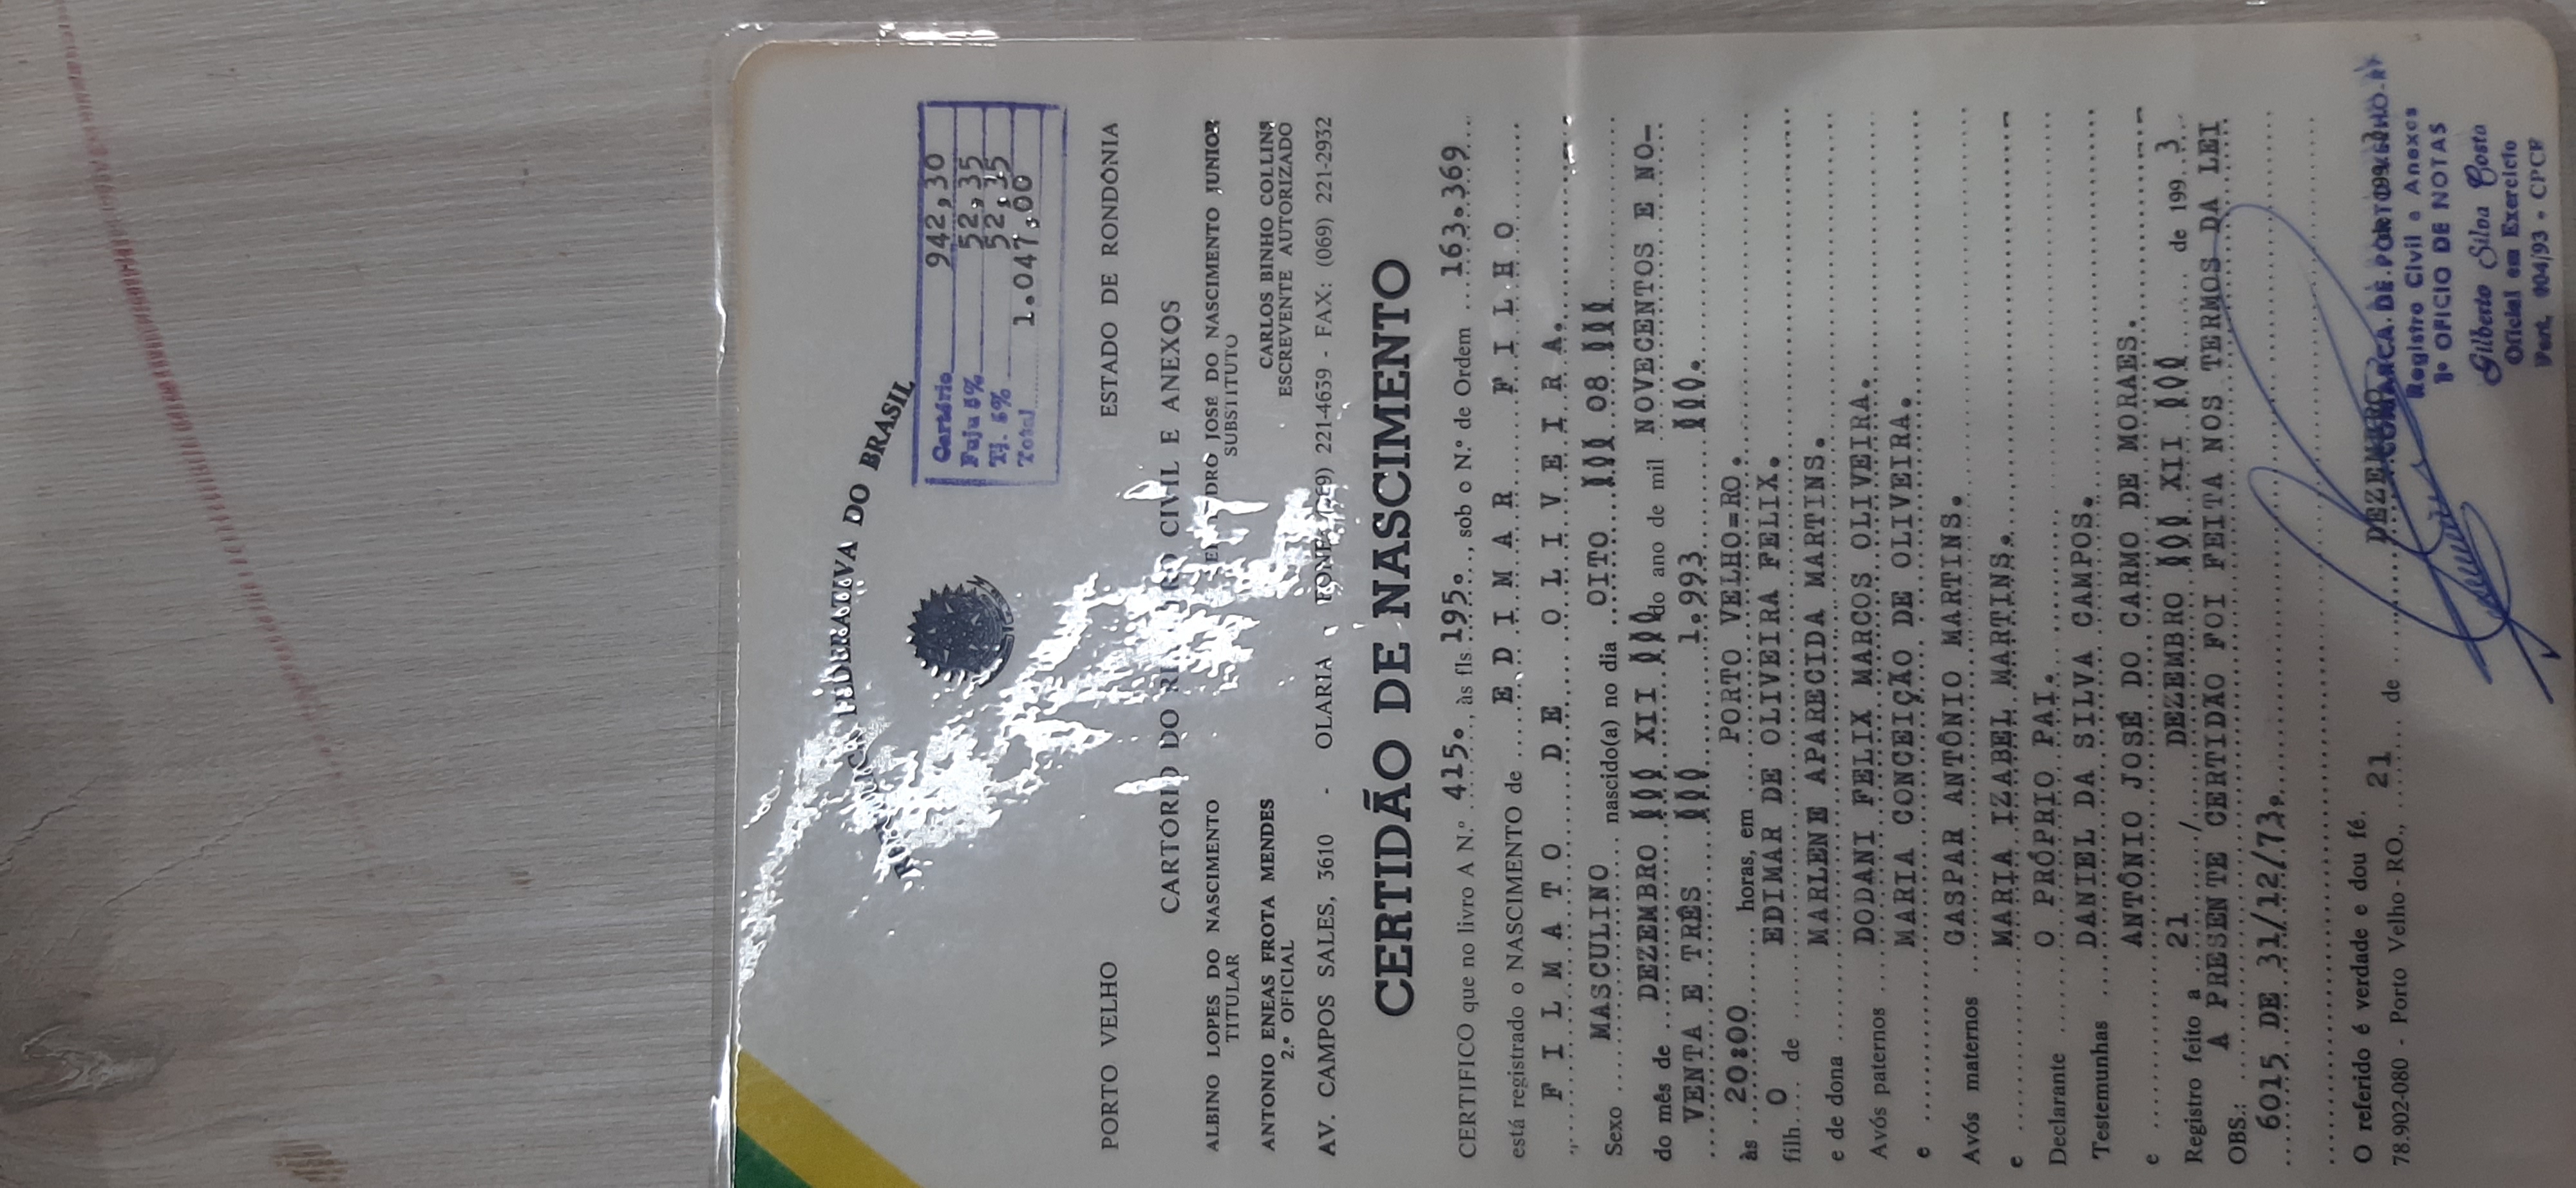 REPÚBLICA FEDERATIVA DO BRASIL
Cartório 942,30
Fuju 5% 52,35
Tj. 5% 52,35
Total 1.047,00
PORTO VELHO ESTADO DE RONDÔNIA
CARTÓRIO DO REGISTRO CIVIL E ANEXOS
ALBINO LOPES DO NASCIMENTO JOSÉ DO NASCIMENTO JUNIOR
TITULAR SUBSTITUTO
ANTONIO ENEAS FROTA MENDES CARLOS BINHO COLLINS
2.º OFICIAL ESCREVENTE AUTORIZADO
AV. CAMPOS SALES, 3610 - OLARIA - FONE: (069) 221-4639 - FAX: (069) 221-2932
CERTIDÃO DE NASCIMENTO
CERTIFICO que no livro A N.º 415., às fls 195., sob o N.º de Ordem 163.369
está registrado o NASCIMENTO de E D I M A R F I L H O
F I L M A T O D E O L I V E I R A.
Sexo MASCULINO nascido(a) no dia OITO XXX 08 XXX
do mês de DEZEMBRO XXX XII XXX do ano de mil NOVECENTOS E NO-
VENTA E TRÊS XXX 1.993 XXX.
às 20:00 horas, em PORTO VELHO=RO.
filh O de EDIMAR DE OLIVEIRA FELIX.
e de dona MARLENE APARECIDA MARTINS.
Avós paternos DODANI FELIX MARCOS OLIVEIRA.
e MARIA CONCEIÇÃO DE OLIVEIRA.
Avós maternos GASPAR ANTÔNIO MARTINS.
e MARIA IZABEL MARTINS.
Declarante O PRÓPRIO PAI.
Testemunhas DANIEL DA SILVA CAMPOS.
e ANTÔNIO JOSÉ DO CARMO DE MORAES.
Registro feito a 21 / DEZEMBRO XXX XII XXX de 199 3
OBS.: A PRESENTE CERTIDÃO FOI FEITA NOS TERMOS DA LEI
6015 DE 31/12/73.
O referido é verdade e dou fé.
78.902-080 - Porto Velho - RO., 21 de DEZEMBRO
COMARCA DE PORTO VELHO-RO
Registro Civil e Anexos
1º OFICIO DE NOTAS
Gilberto Silva Costa
Oficial em Exercício
Port. 004/93 - CPCR